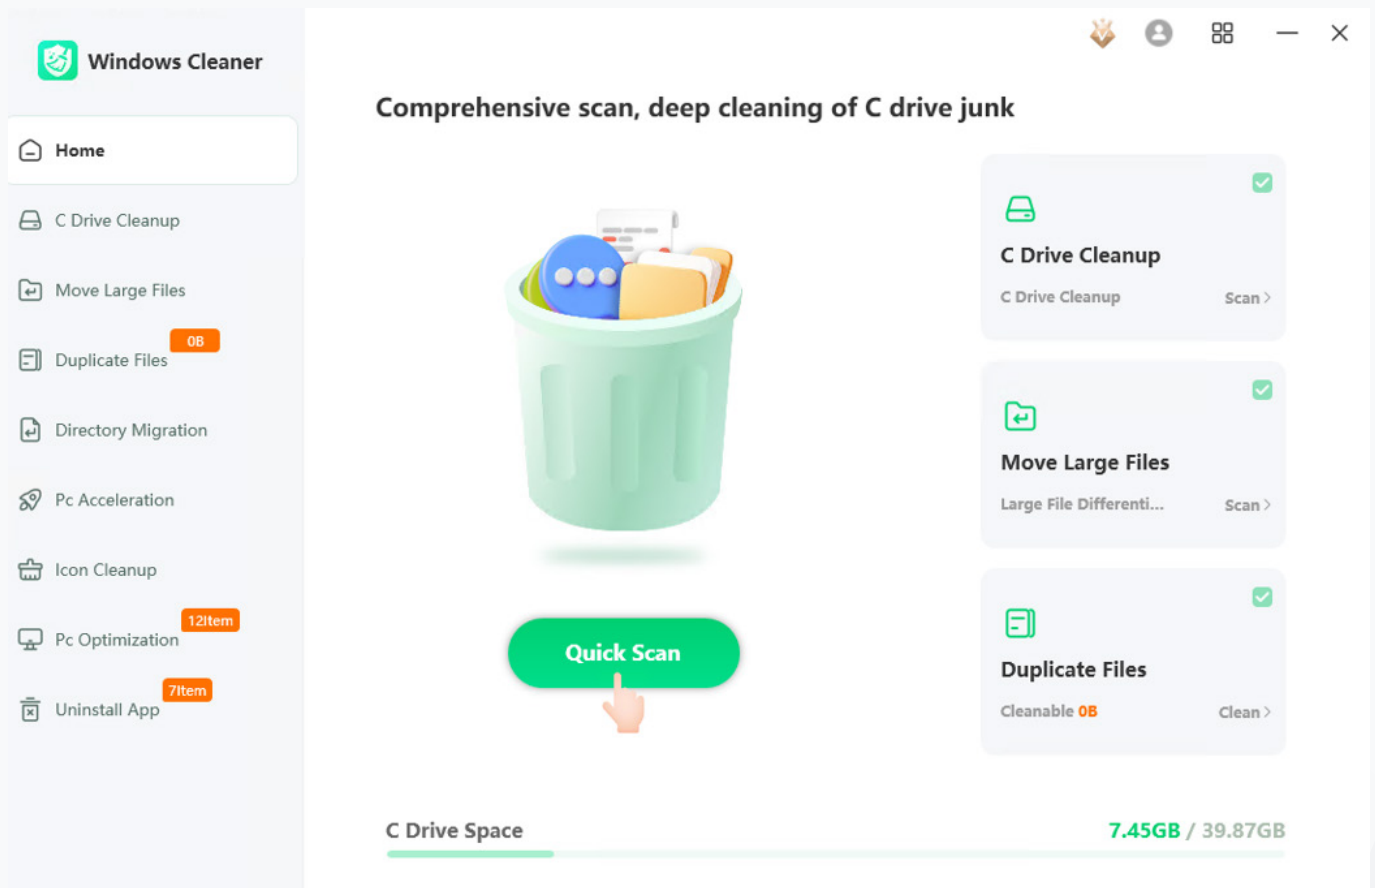 Windows Cleaner
Home
C Drive Cleanup
Move Large Files
0B
Duplicate Files
Directory Migration
Pc Acceleration
Icon Cleanup
12Item
Pc Optimization
7Item
Uninstall App
Comprehensive scan, deep cleaning of C drive junk
Quick Scan
C Drive Cleanup
C Drive Cleanup Scan
Move Large Files
Large File Differenti... Scan
Duplicate Files
Cleanable 0B Clean
C Drive Space 7.45GB / 39.87GB